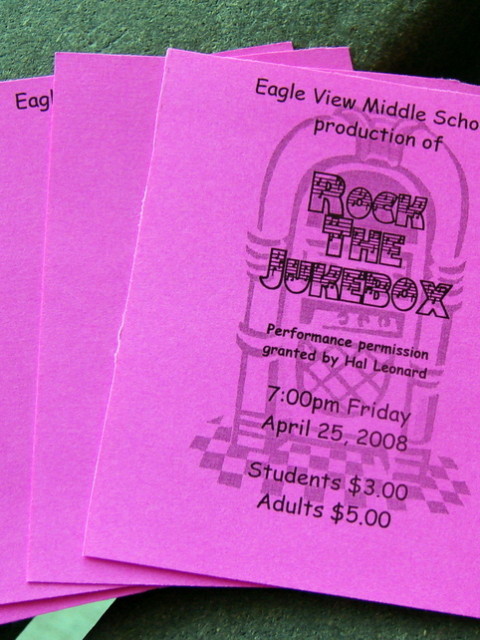 Eagl
Eagle View Middle Scho
production of
ROCK
THE
JUKEBOX
Performance permission
granted by Hal Leonard
7:00pm Friday
April 25, 2008
Students $3.00
Adults $5.00